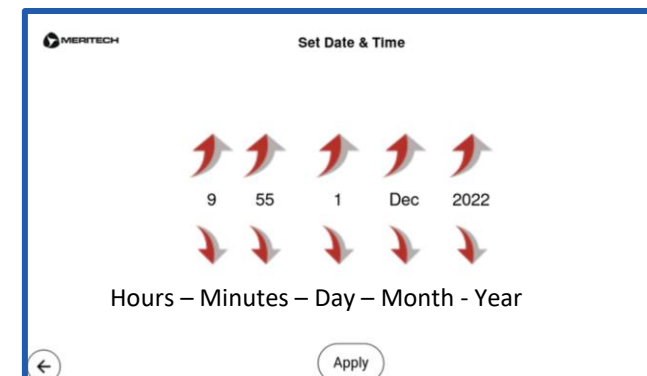 MERITECH
Set Date & Time
9 55 1 Dec 2022
Hours – Minutes – Day – Month - Year
Apply